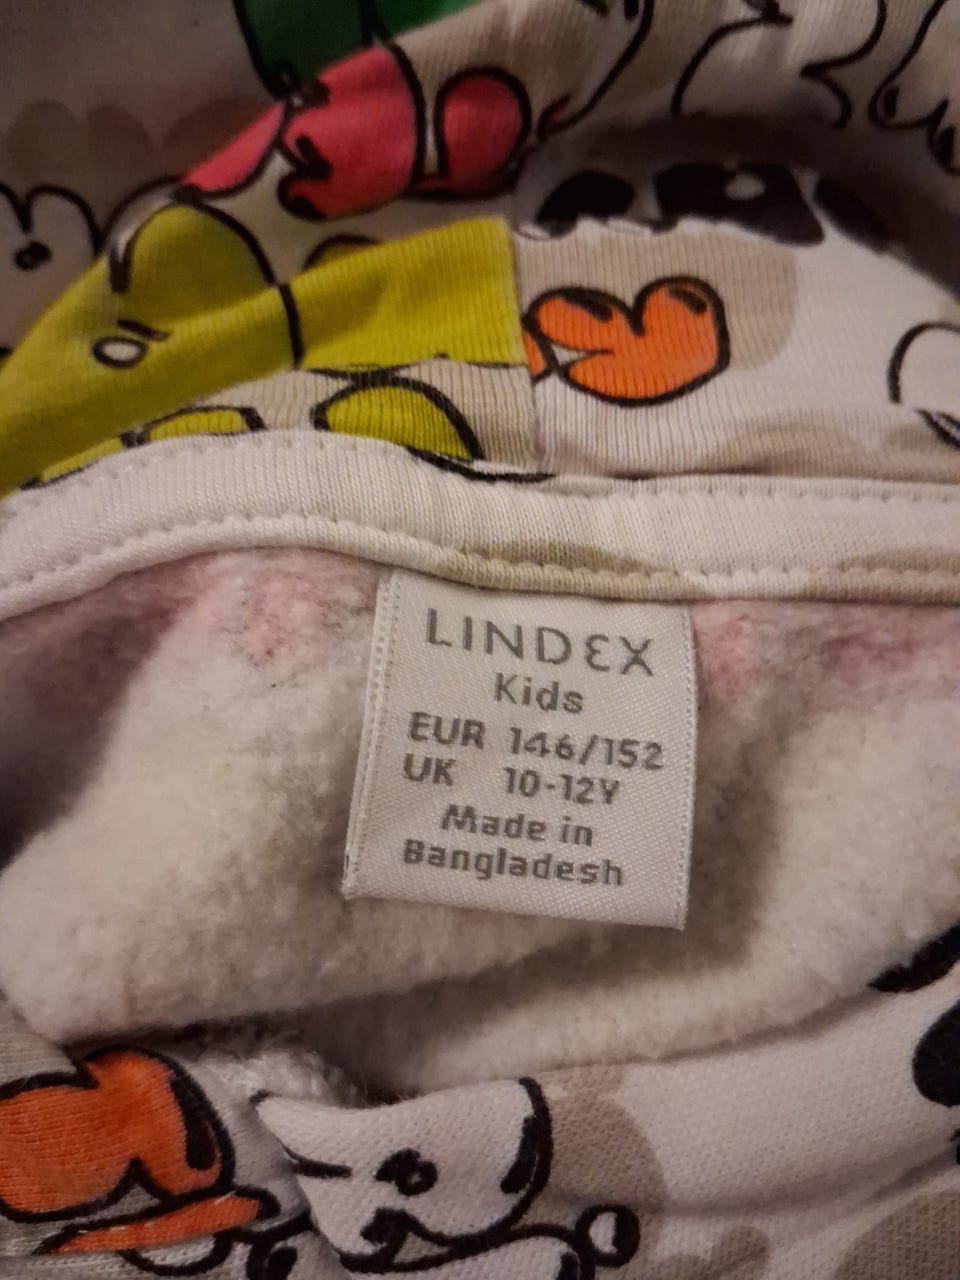 LINDEX
Kids
EUR 146/152
UK 10-12Y
Made in
Bangladesh